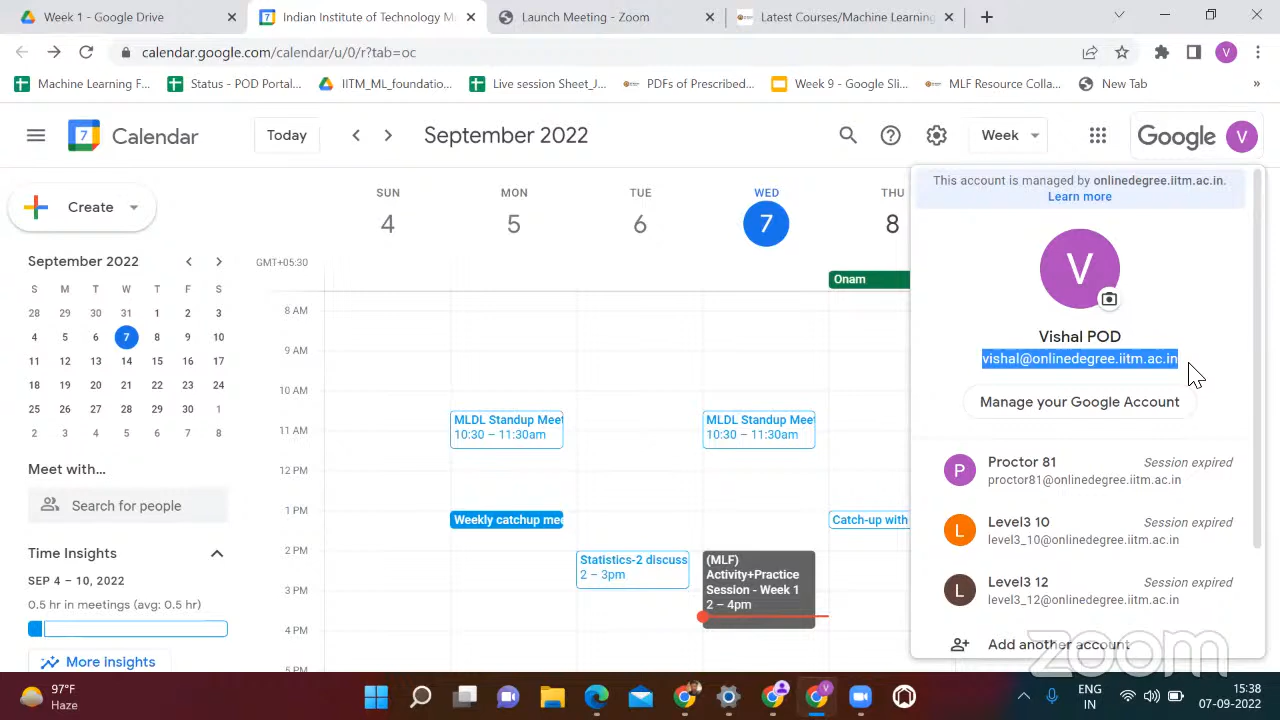 Week 1 - Google Drive
Indian Institute of Technology M
Launch Meeting - Zoom
Latest Courses/Machine Learning
calendar.google.com/calendar/u/0/r?tab=oc
V
Machine Learning F...
Status - POD Portal...
IITM_ML_foundatio...
Live session Sheet_J...
PDFs of Prescribed...
Week 9 - Google Sli...
MLF Resource Colla...
New Tab
»
7
Calendar
Today
September 2022
Week
Google
V
Create
September 2022
S M T W T F S
28 29 30 31 1 2 3
4 5 6 7 8 9 10
11 12 13 14 15 16 17
18 19 20 21 22 23 24
25 26 27 28 29 30 1
2 3 4 5 6 7 8
Meet with...
Search for people
Time Insights
SEP 4 – 10, 2022
0.5 hr in meetings (avg: 0.5 hr)
More insights
SUN MON TUE WED THU
4 5 6 7 8
GMT+05:30
Onam
8 AM
9 AM
10 AM
11 AM
12 PM
1 PM
2 PM
3 PM
4 PM
5 PM
MLDL Standup Meet
10:30 – 11:30am
Weekly catchup mee
Statistics-2 discuss
2 – 3pm
MLDL Standup Meet
10:30 – 11:30am
(MLF)
Activity+Practice
Session - Week 1
2 – 4pm
Catch-up with
This account is managed by onlinedegree.iitm.ac.in.
Learn more
V
Vishal POD
vishal@onlinedegree.iitm.ac.in
Manage your Google Account
P
Proctor 81 Session expired
proctor81@onlinedegree.iitm.ac.in
L
Level3 10 Session expired
level3_10@onlinedegree.iitm.ac.in
L
Level3 12 Session expired
level3_12@onlinedegree.iitm.ac.in
Add another account
zoom
97°F
Haze
ENG
IN
15:38
07-09-2022